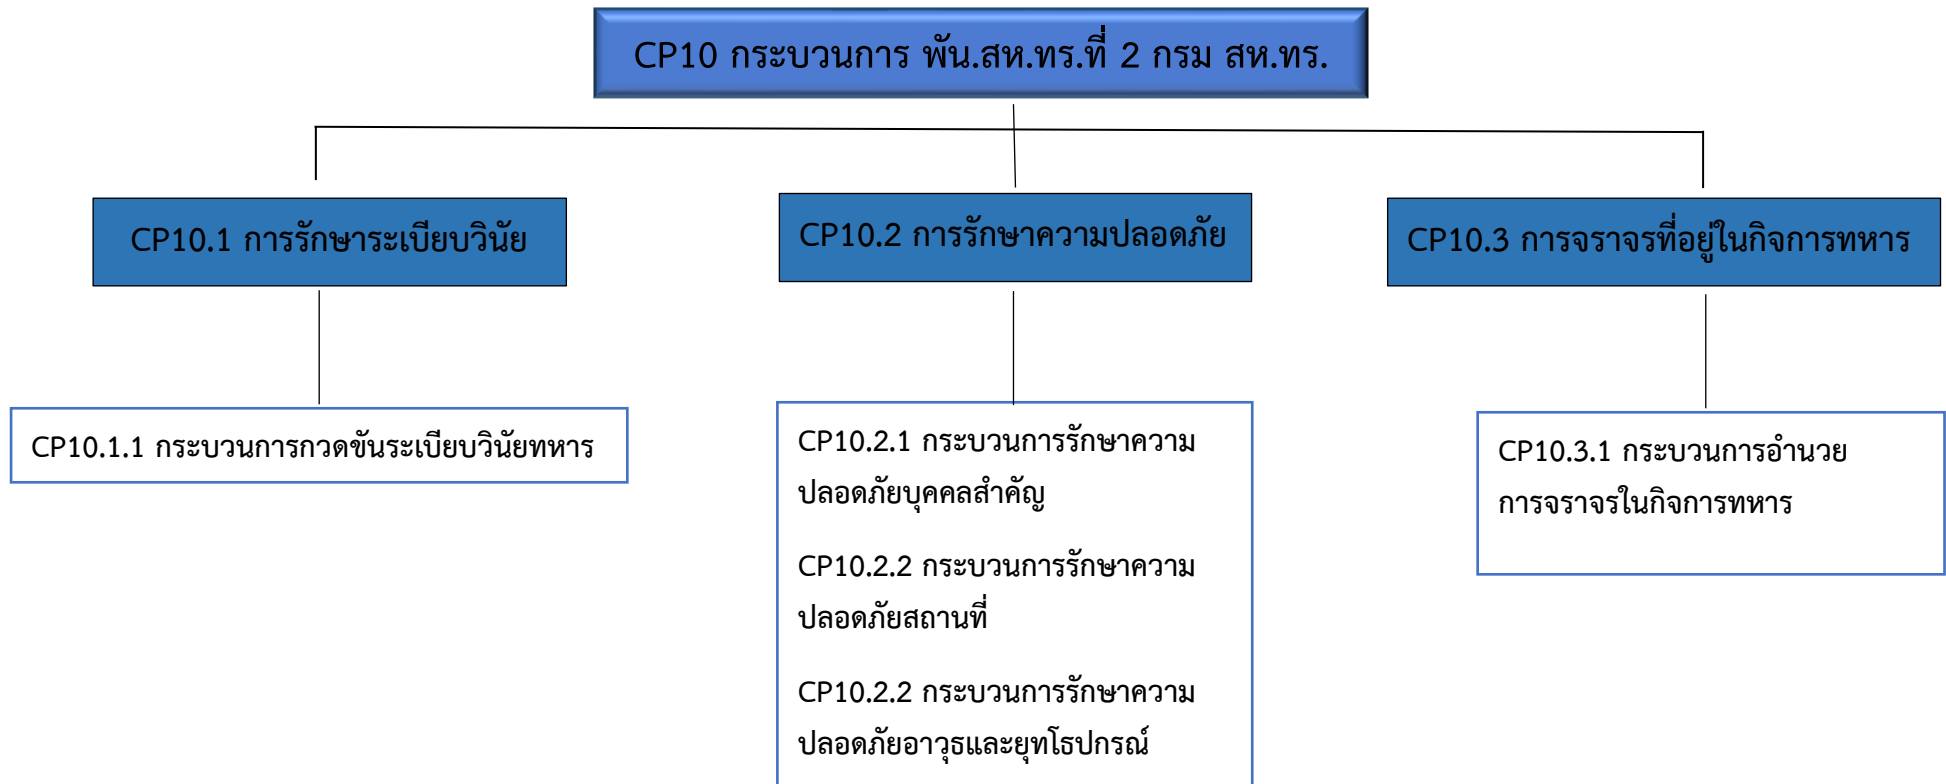 CP10 กระบวนการ พัน.สห.ทร.ที่ 2 กรม สห.ทร.
CP10.1 การรักษาระเบียบวินัย
CP10.2 การรักษาความปลอดภัย
CP10.3 การจราจรที่อยู่ในกิจการทหาร
CP10.1.1 กระบวนการกวดขันระเบียบวินัยทหาร
CP10.2.1 กระบวนการรักษาความ
ปลอดภัยบุคคลสำคัญ
CP10.2.2 กระบวนการรักษาความ
ปลอดภัยสถานที่
CP10.2.2 กระบวนการรักษาความ
ปลอดภัยอาวุธและยุทโธปกรณ์
CP10.3.1 กระบวนการอำนวย
การจราจรในกิจการทหาร